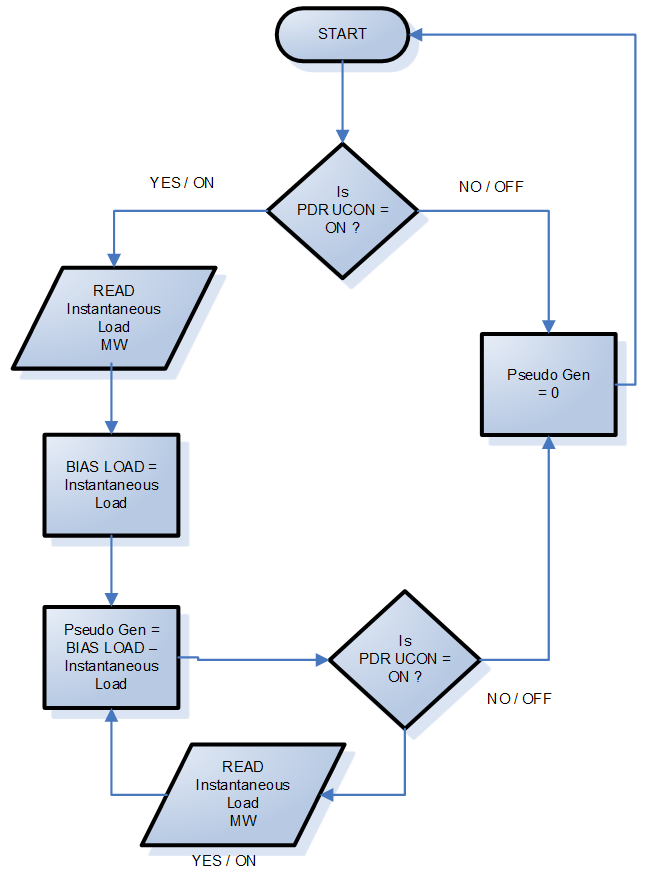 START
YES / ON
Is
PDR UCON =
ON ?
NO / OFF
READ
Instantaneous
Load
MW
Pseudo Gen
= 0
BIAS LOAD =
Instantaneous
Load
Pseudo Gen =
BIAS LOAD –
Instantaneous
Load
Is
PDR UCON =
ON ?
NO / OFF
READ
Instantaneous
Load
MW
YES / ON